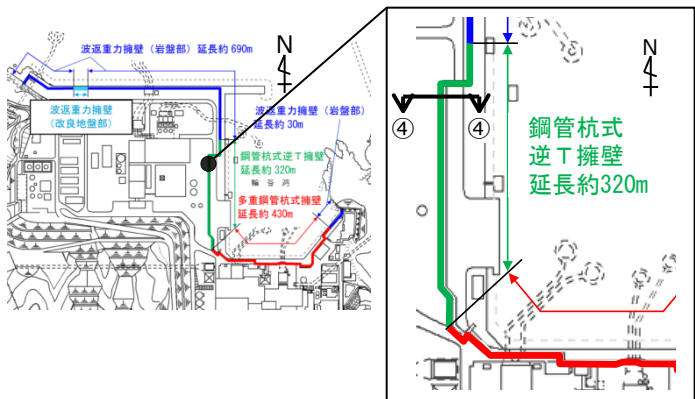 波返重力擁壁（岩盤部）延長約690m
N
波返重力擁壁
（改良地盤部）
波返重力擁壁（岩盤部）
延長約30m
鋼管杭式逆T擁壁
延長約320m
輪谷湾
多重鋼管杭式擁壁
延長約430m
N
④
④
鋼管杭式
逆T擁壁
延長約320m